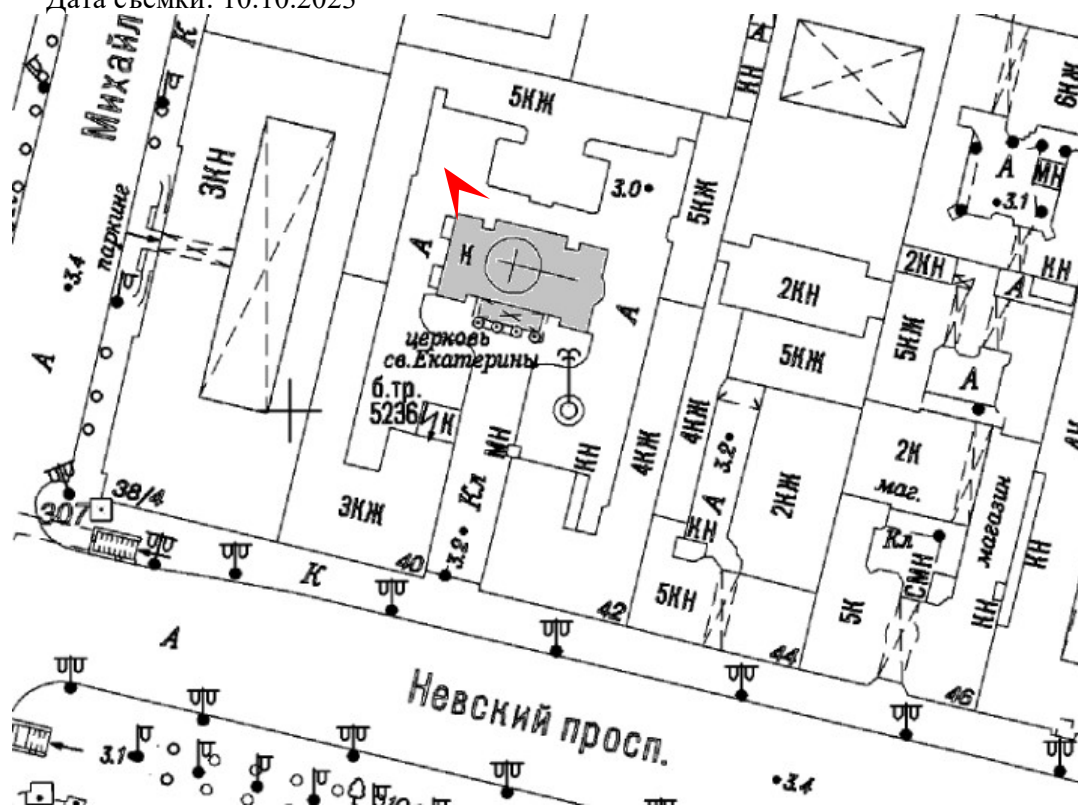 Дата съемки: 10.10.2023
Михайл
К
А
КН
5КЖ
6КЖ
3КН
А
МН
3.0
3.1
5КЖ
паркинг
А
К
3.4
2КН
КН
А
2КН
А
5КЖ
церковь
св.Екатерины
5КЖ
А
А
б.тр.
5236
К
4КЖ
МН
КН
4КЖ
3.2
2К
маг.
38/4
307
3КЖ
Кл
А
2КЖ
магазин
КН
Кл
3.2
40
К
КН
СМН
КН
42
5КН
5К
44
А
46
Невский просп.
3.1
3.4